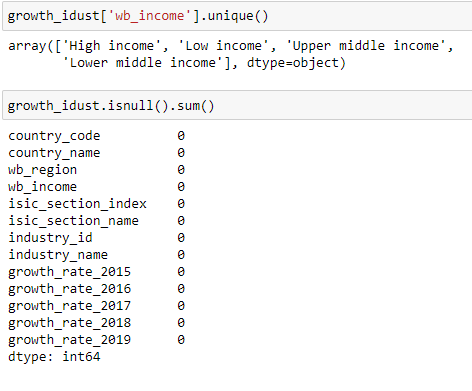 growth_idust['wb_income'].unique()
array(['High income', 'Low income', 'Upper middle income',
       'Lower middle income'], dtype=object)
growth_idust.isnull().sum()
country_code          0
country_name          0
wb_region             0
wb_income             0
isic_section_index    0
isic_section_name     0
industry_id           0
industry_name         0
growth_rate_2015      0
growth_rate_2016      0
growth_rate_2017      0
growth_rate_2018      0
growth_rate_2019      0
dtype: int64